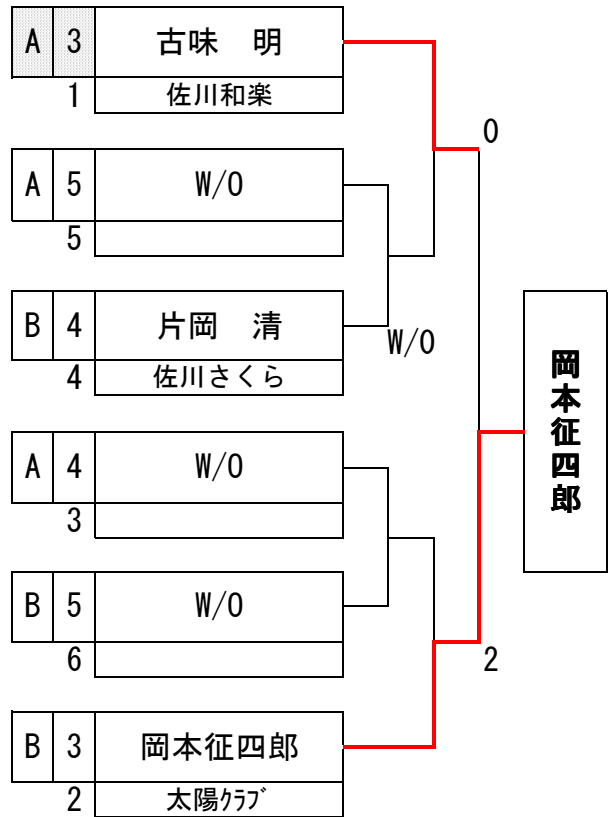 A 3 古味　明
1 佐川和楽
0
A 5 W/O
5
B 4 片岡　清
W/O
4 佐川さくら
岡本征四郎
A 4 W/O
3
B 5 W/O
6
2
B 3 岡本征四郎
2 太陽ｸﾗﾌﾞ